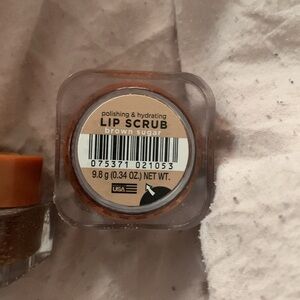 polishing & hydrating
LIP SCRUB
brown sugar
075371 021053
9.8 g (0.34 OZ.) NET WT.
USA